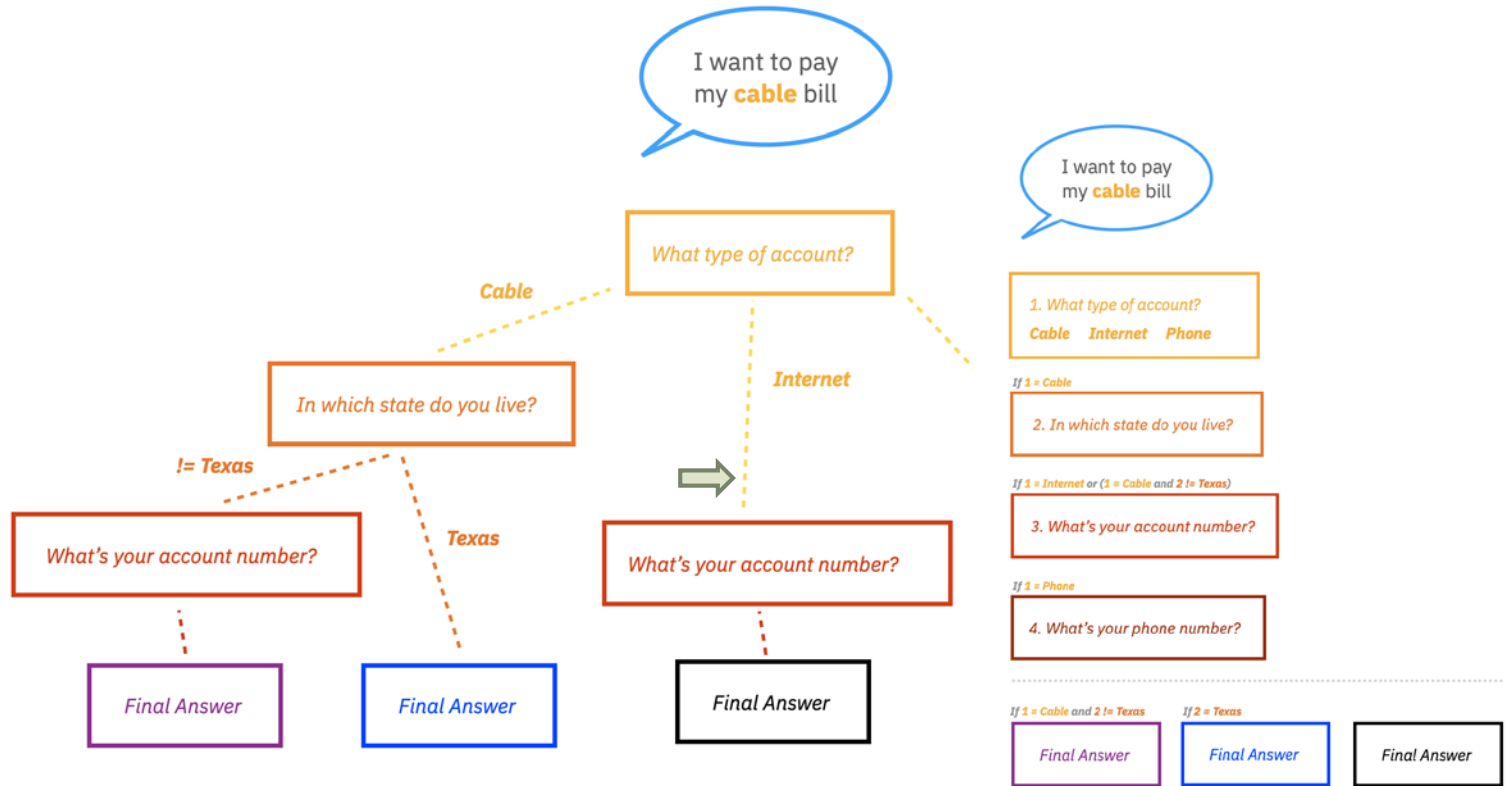 I want to pay
my cable bill
What type of account?
Cable
Internet
In which state do you live?
!= Texas
Texas
What's your account number?
What's your account number?
Final Answer
Final Answer
Final Answer
I want to pay
my cable bill
1. What type of account?
Cable Internet Phone
If 1 = Cable
2. In which state do you live?
If 1 = Internet or (1 = Cable and 2 != Texas)
3. What's your account number?
If 1 = Phone
4. What's your phone number?
If 1 = Cable and 2 != Texas
If 2 = Texas
Final Answer
Final Answer
Final Answer